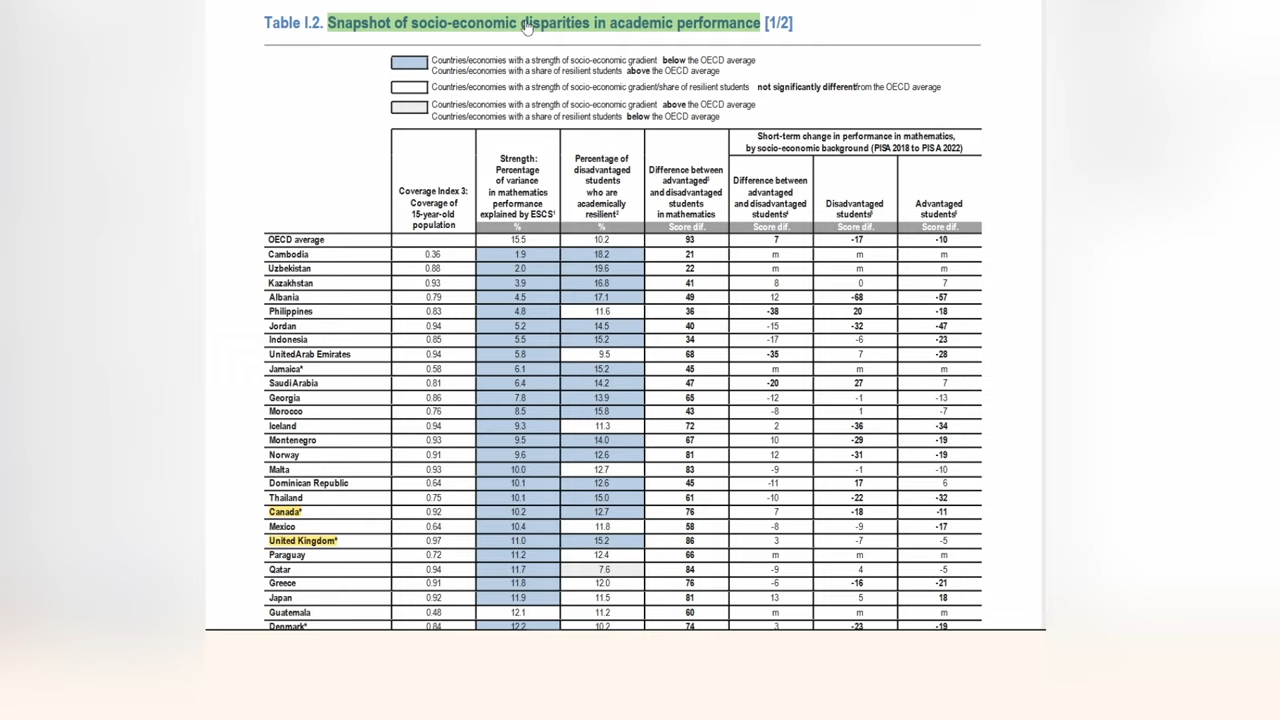 Table I.2. Snapshot of socio-economic disparities in academic performance [1/2]
Countries/economies with a strength of socio-economic gradient below the OECD average
Countries/economies with a share of resilient students above the OECD average
Countries/economies with a strength of socio-economic gradient/share of resilient students not significantly different from the OECD average
Countries/economies with a strength of socio-economic gradient above the OECD average
Countries/economies with a share of resilient students below the OECD average
Coverage Index 3:
Coverage of
15-year-old
population
Strength:
Percentage
of variance
in mathematics
performance
explained by ESCS¹
%
Percentage of
disadvantaged
students
who are
academically
resilient²
%
Difference between
advantaged³
and disadvantaged
students
in mathematics
Score dif.
Short-term change in performance in mathematics,
by socio-economic background (PISA 2018 to PISA 2022)
Difference between
advantaged
and disadvantaged
students⁴
Score dif.
Disadvantaged
students⁵
Score dif.
Advantaged
students⁵
Score dif.
OECD average 15.5 10.2 93 7 -17 -10
Cambodia 0.36 1.9 18.2 21 m m m
Uzbekistan 0.88 2.0 19.6 22 m m m
Kazakhstan 0.93 3.9 16.8 41 8 0 7
Albania 0.79 4.5 17.1 49 12 -68 -57
Philippines 0.83 4.8 11.6 36 -38 20 -18
Jordan 0.94 5.2 14.5 40 -15 -32 -47
Indonesia 0.85 5.5 15.2 34 -17 -6 -23
United Arab Emirates 0.94 5.8 9.5 68 -35 7 -28
Jamaica* 0.58 6.1 15.2 45 m m m
Saudi Arabia 0.81 6.4 14.2 47 -20 27 7
Georgia 0.86 7.8 13.9 65 -12 -1 -13
Morocco 0.76 8.5 15.8 43 -8 1 -7
Iceland 0.94 9.3 11.3 72 2 -36 -34
Montenegro 0.93 9.5 14.0 67 10 -29 -19
Norway 0.91 9.6 12.6 81 12 -31 -19
Malta 0.93 10.0 12.7 83 -9 -1 -10
Dominican Republic 0.64 10.1 12.6 45 -11 17 6
Thailand 0.75 10.1 15.0 61 -10 -22 -32
Canada* 0.92 10.2 12.7 76 7 -18 -11
Mexico 0.64 10.4 11.8 58 -8 -9 -17
United Kingdom* 0.97 11.0 15.2 86 3 -7 -5
Paraguay 0.72 11.2 12.4 66 m m m
Qatar 0.94 11.7 7.6 84 -9 4 -5
Greece 0.91 11.8 12.0 76 -6 -16 -21
Japan 0.92 11.9 11.5 81 13 5 18
Guatemala 0.48 12.1 11.2 60 m m m
Denmark* 0.84 12.2 10.2 74 3 -23 -19